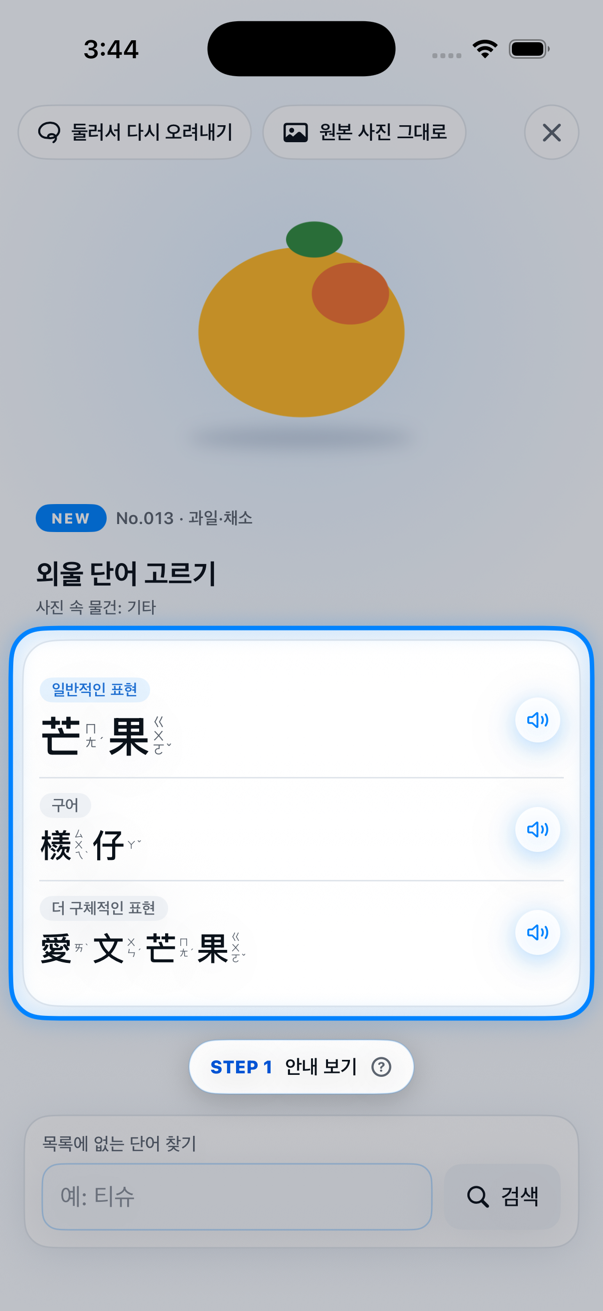 3:44
둘러서 다시 오려내기
원본 사진 그대로
NEW No.013 · 과일·채소
외울 단어 고르기
사진 속 물건: 기타
일반적인 표현
芒ㄇㄤˊ果ㄍㄨㄛˇ
구어
檨ㄙㄨㄞˋ仔ㄚˇ
더 구체적인 표현
愛ㄞˋ文ㄨㄣˊ芒ㄇㄤˊ果ㄍㄨㄛˇ
STEP 1 안내 보기 ?
목록에 없는 단어 찾기
예: 티슈
검색